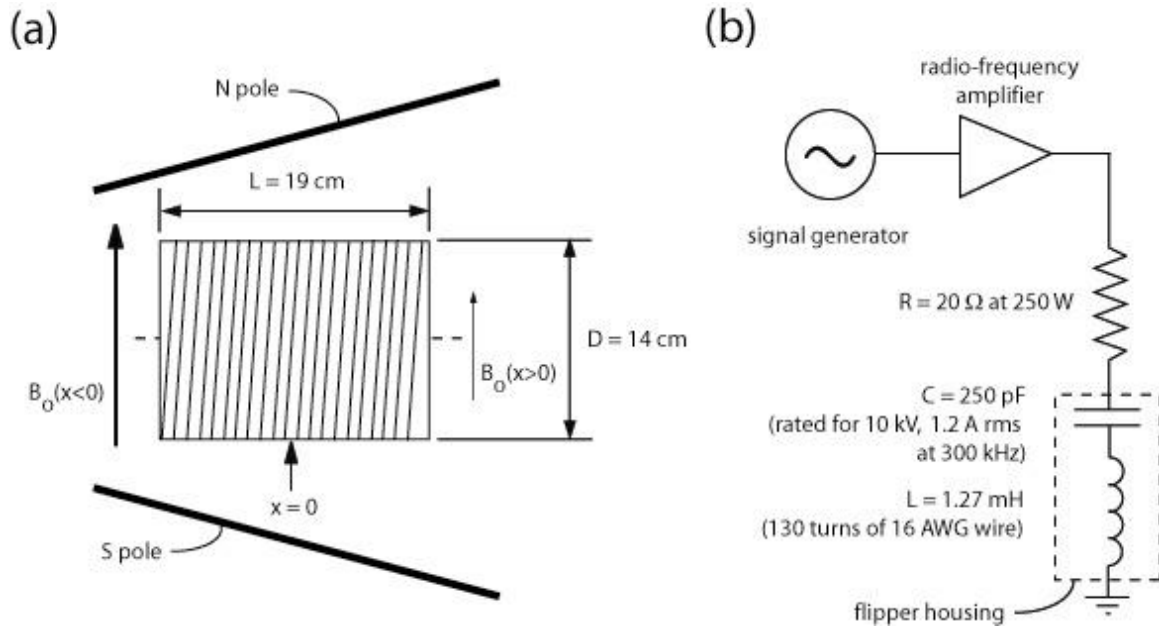 (a)
N pole
L = 19 cm
B_o(x<0)
D = 14 cm
B_o(x>0)
x = 0
S pole
(b)
radio-frequency
amplifier
signal generator
R = 20 Ω at 250 W
C = 250 pF
(rated for 10 kV, 1.2 A rms
at 300 kHz)
L = 1.27 mH
(130 turns of 16 AWG wire)
flipper housing